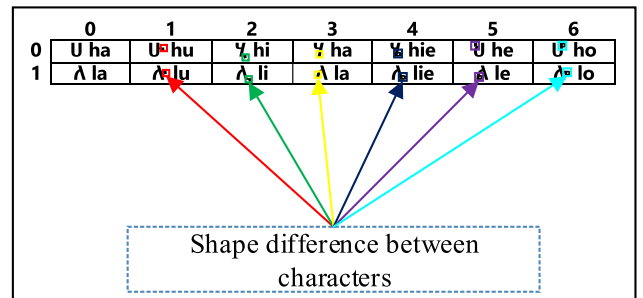 0 1 2 3 4 5 6
0 ሀ ha ሁ hu ሂ hi ሃ ha ሄ hie ህ he ሆ ho
1 ለ la ሉ lu ሊ li ላ la ሌ lie ል le ሎ lo
Shape difference between
characters